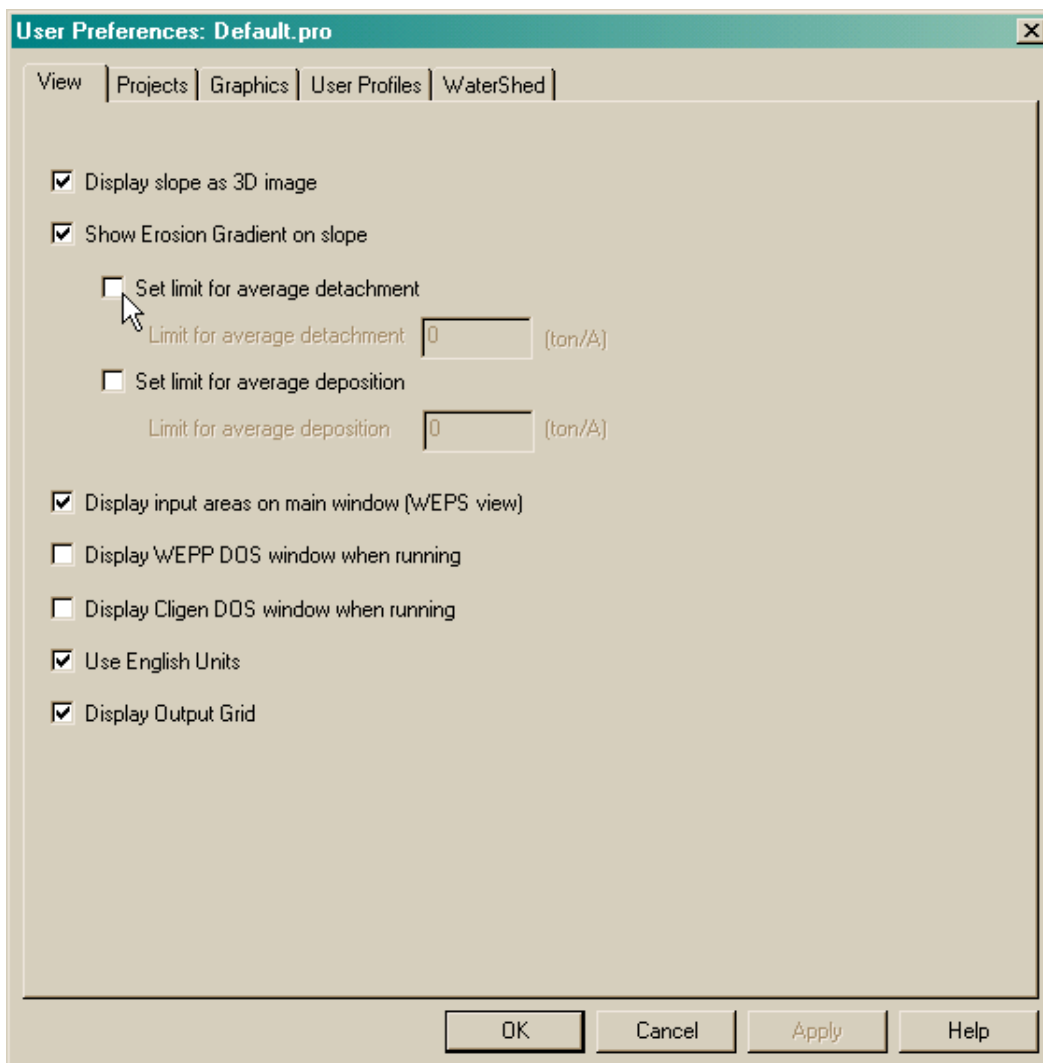 User Preferences: Default.pro
View Projects Graphics User Profiles WaterShed
Display slope as 3D image
Show Erosion Gradient on slope
Set limit for average detachment
Limit for average detachment 0 (ton/A)
Set limit for average deposition
Limit for average deposition 0 (ton/A)
Display input areas on main window (WEPS view)
Display WEPP DOS window when running
Display Cligen DOS window when running
Use English Units
Display Output Grid
OK Cancel Apply Help